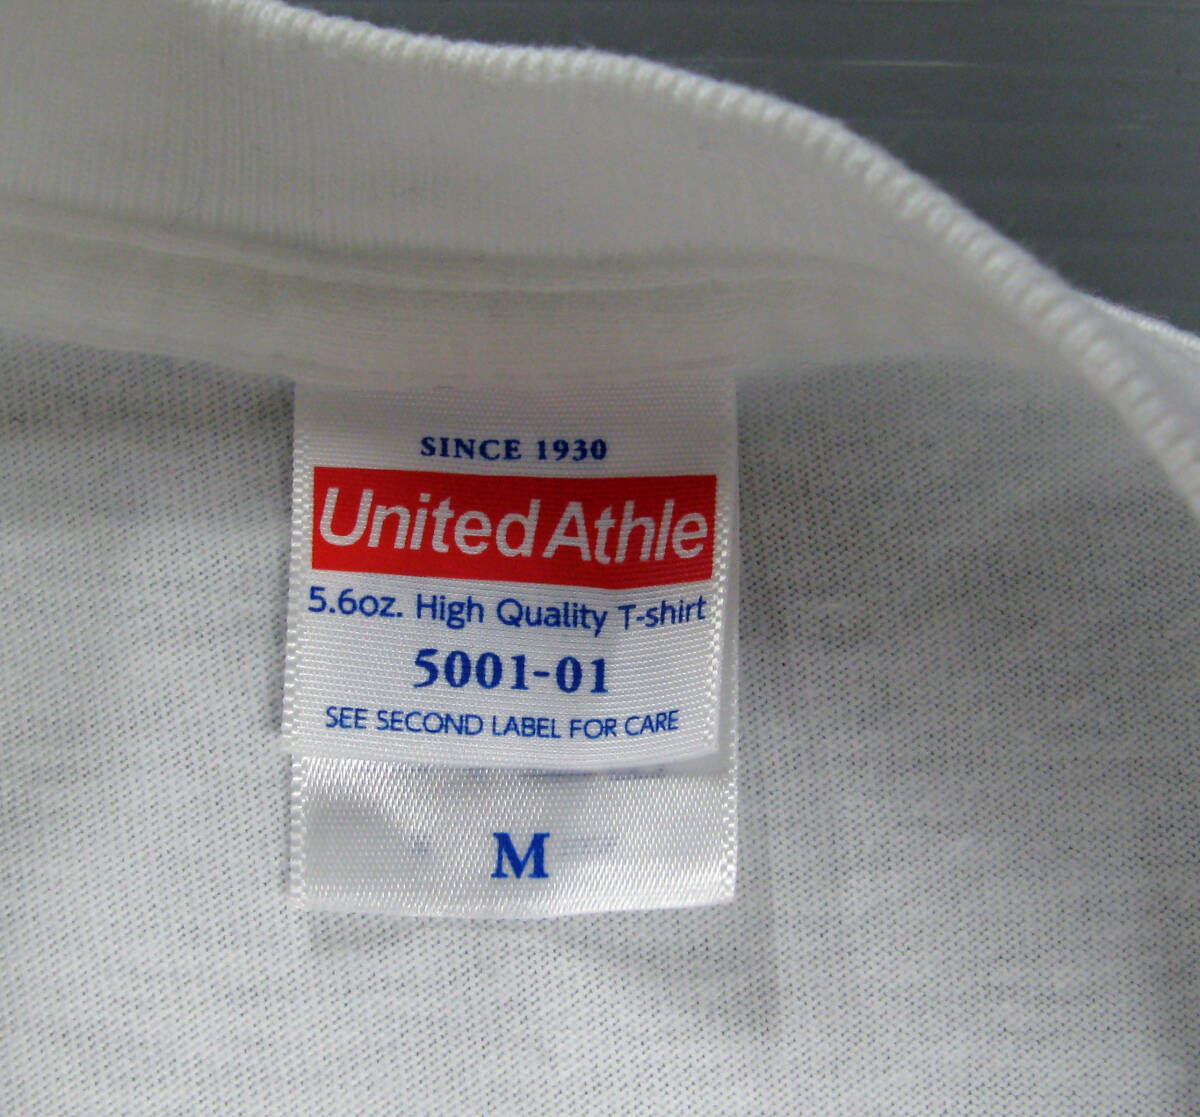 SINCE 1930
United Athle
5.6oz. High Quality T-shirt
5001-01
SEE SECOND LABEL FOR CARE
M